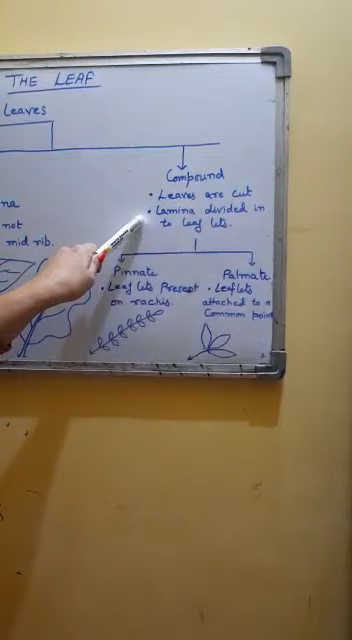 THE LEAF
Leaves
Compound
• Leaves are cut
• Lamina divided in
to leaf lets.
na
not
mid rib.
Pinnate
• Leaf lets Present
on rachis.
Palmate
• Leaflets
attached to a
Common point